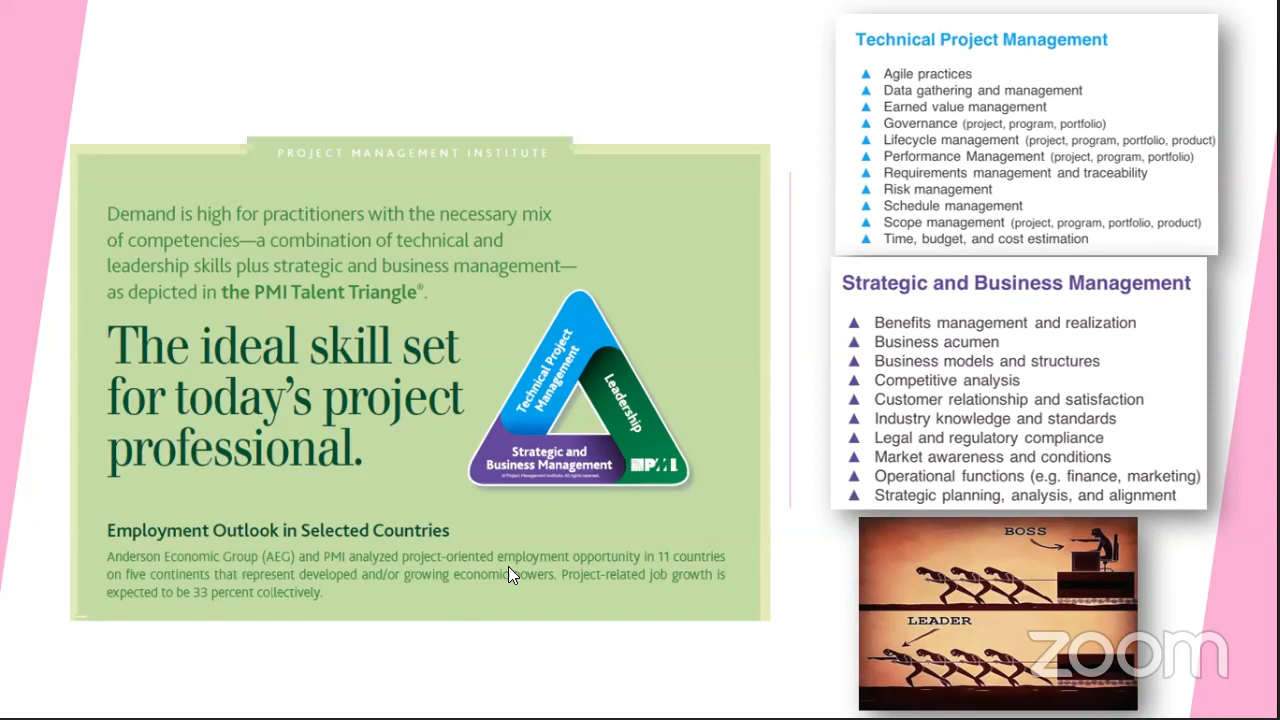 PROJECT MANAGEMENT INSTITUTE
Demand is high for practitioners with the necessary mix
of competencies—a combination of technical and
leadership skills plus strategic and business management—
as depicted in the PMI Talent Triangle®.
The ideal skill set
for today's project
professional.
Technical Project
Management
Leadership
Strategic and
Business Management
© Project Management Institute. All rights reserved.
PMI
Employment Outlook in Selected Countries
Anderson Economic Group (AEG) and PMI analyzed project-oriented employment opportunity in 11 countries
on five continents that represent developed and/or growing economic powers. Project-related job growth is
expected to be 33 percent collectively.
Technical Project Management
Agile practices
Data gathering and management
Earned value management
Governance (project, program, portfolio)
Lifecycle management (project, program, portfolio, product)
Performance Management (project, program, portfolio)
Requirements management and traceability
Risk management
Schedule management
Scope management (project, program, portfolio, product)
Time, budget, and cost estimation
Strategic and Business Management
Benefits management and realization
Business acumen
Business models and structures
Competitive analysis
Customer relationship and satisfaction
Industry knowledge and standards
Legal and regulatory compliance
Market awareness and conditions
Operational functions (e.g. finance, marketing)
Strategic planning, analysis, and alignment
BOSS
LEADER
zoom